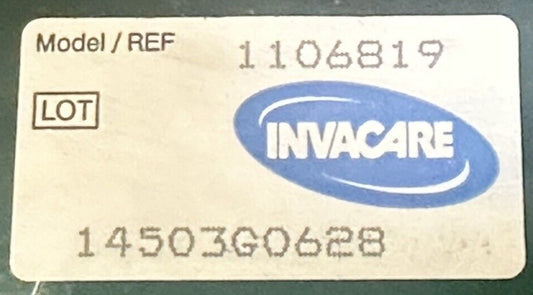 Model / REF 1106819
LOT
INVACARE
14503G0628